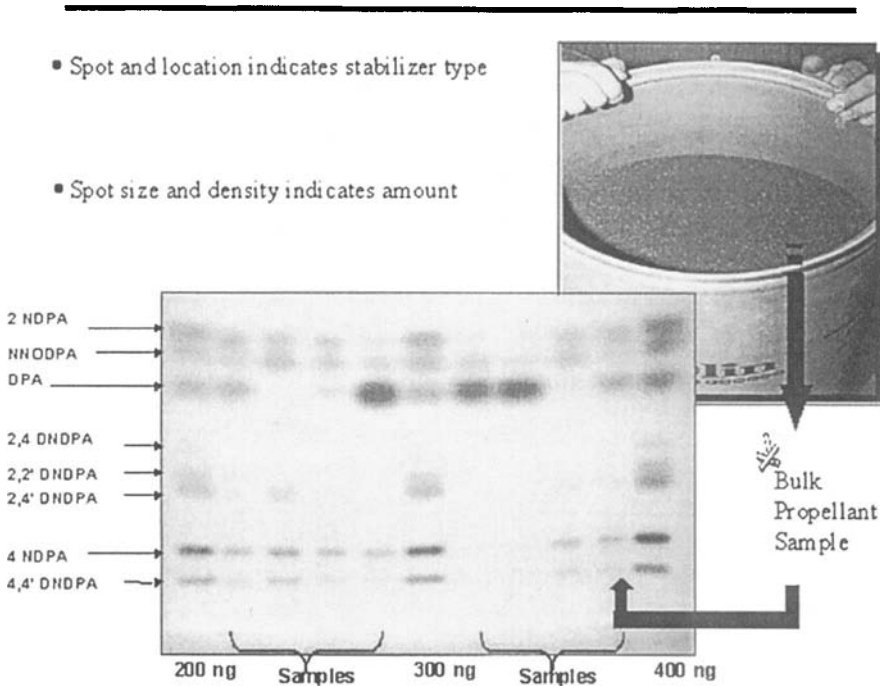 ▪ Spot and location indicates stabilizer type
▪ Spot size and density indicates amount
2 NDPA
NNODPA
DPA
2,4 DNDPA
2,2' DNDPA
2,4' DNDPA
4 NDPA
4,4' DNDPA
Bulk
Propellant
Sample
200 ng
Samples
300 ng
Samples
400 ng